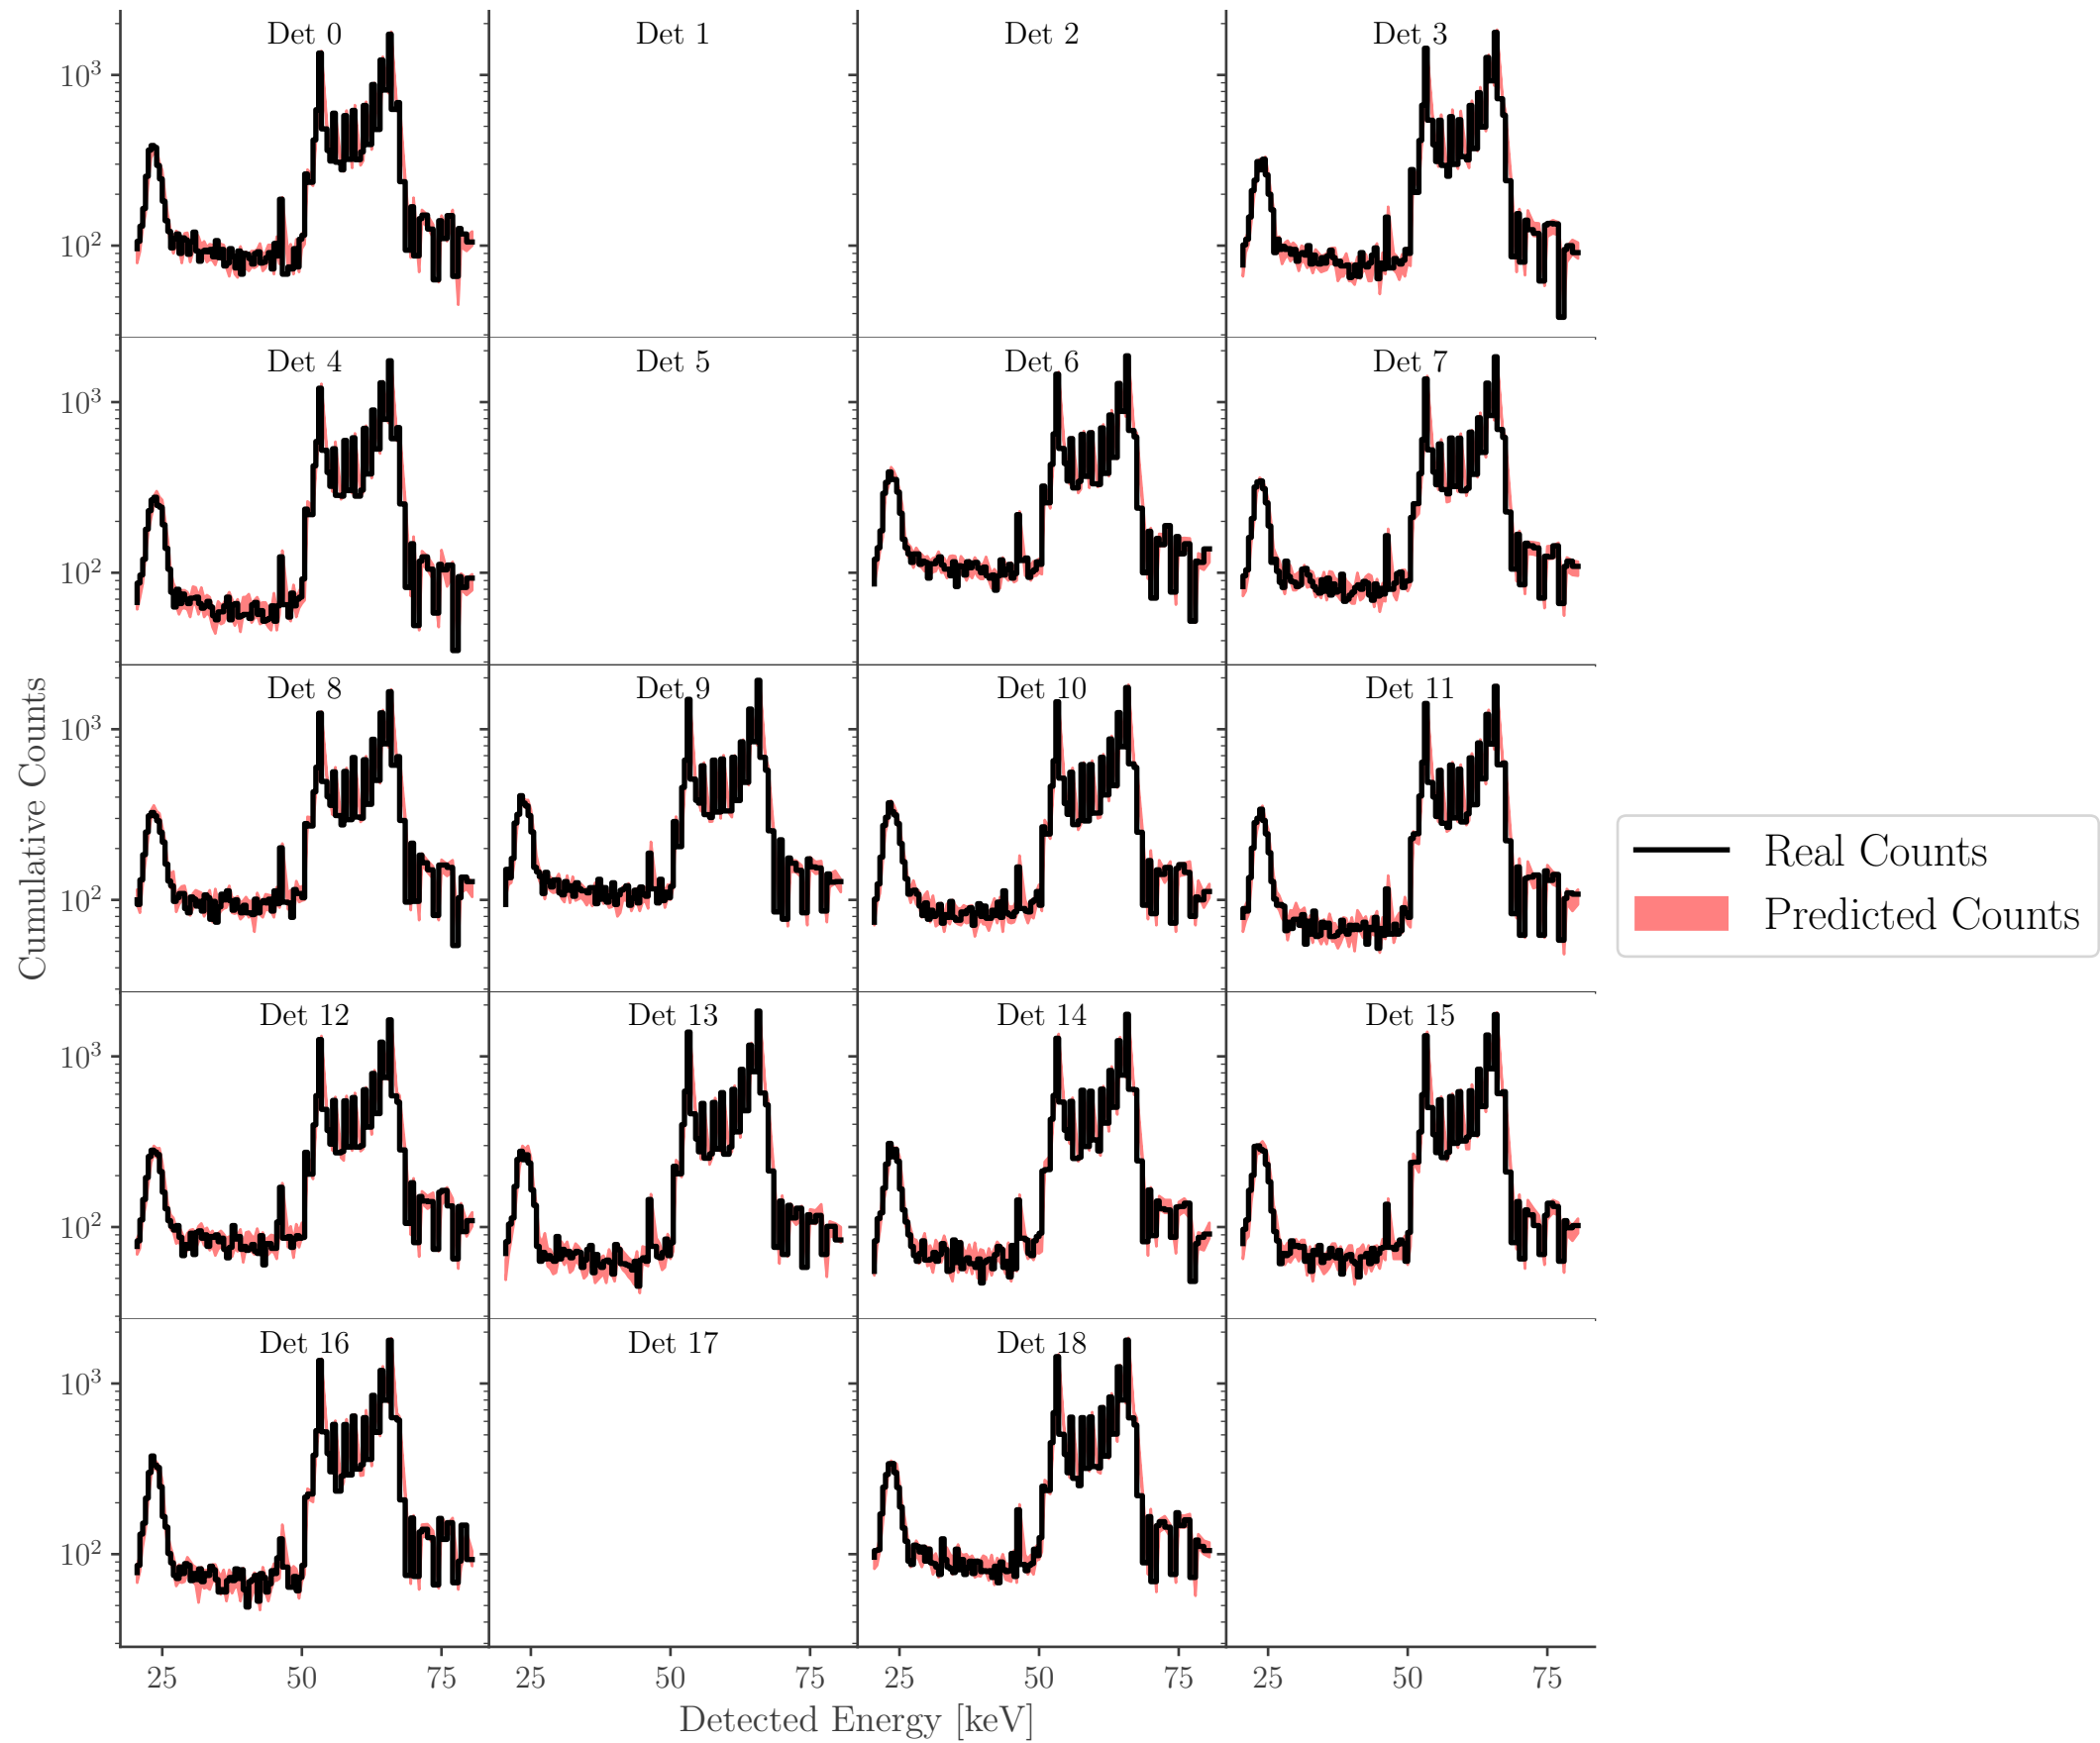 Det 0
Det 1
Det 2
Det 3
10³
10²
Det 4
Det 5
Det 6
Det 7
10³
10²
Det 8
Det 9
Det 10
Det 11
10³
10²
Cumulative Counts
Real Counts
Predicted Counts
Det 12
Det 13
Det 14
Det 15
10³
10²
Det 16
Det 17
Det 18
10³
10²
25 50 75 25 50 75 25 50 75 25 50 75
Detected Energy [keV]